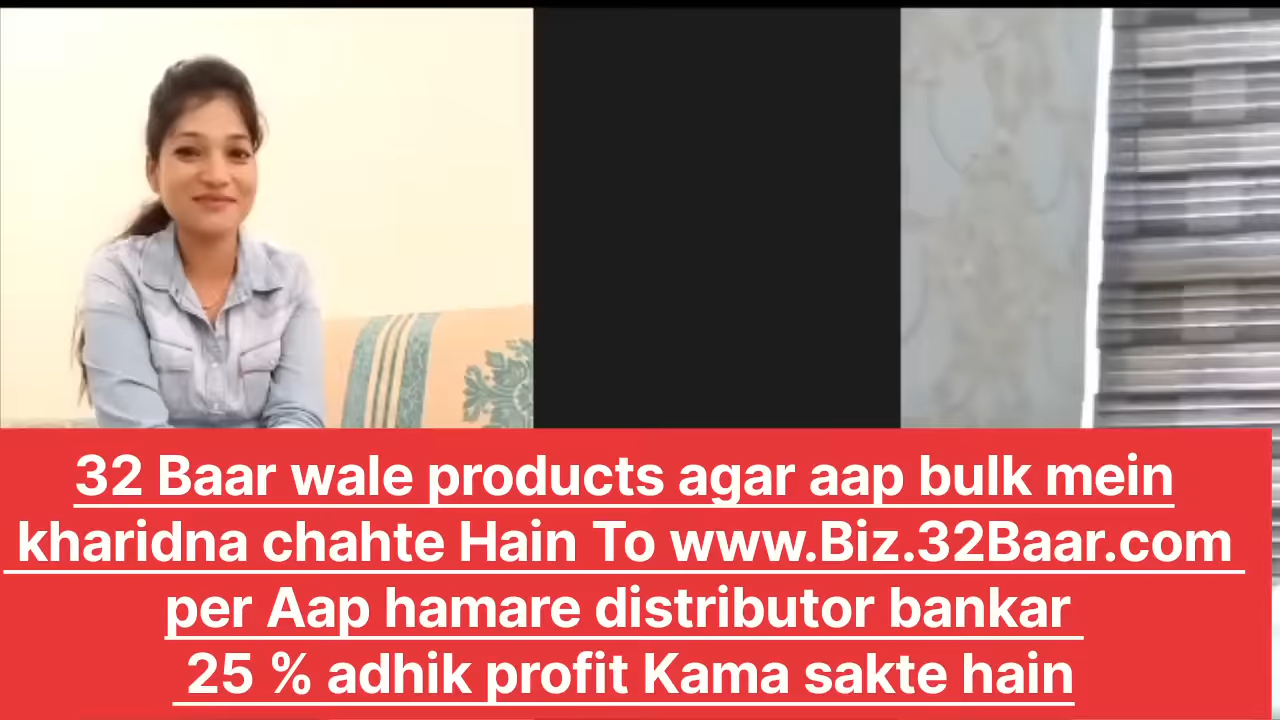 32 Baar wale products agar aap bulk mein
kharidna chahte Hain To www.Biz.32Baar.com
per Aap hamare distributor bankar
25 % adhik profit Kama sakte hain